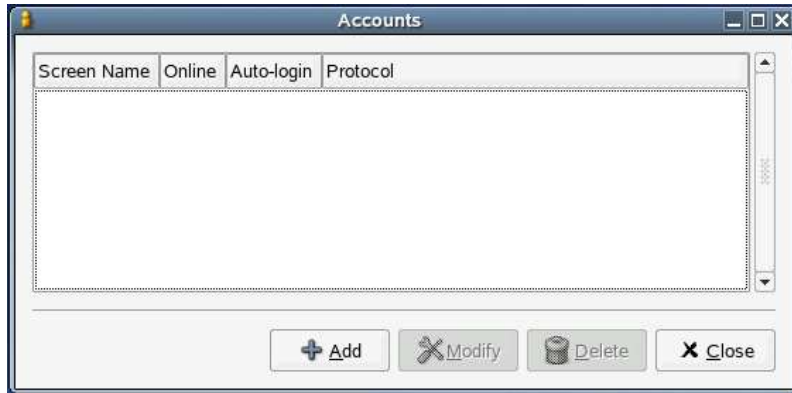 Accounts
Screen Name Online Auto-login Protocol
Add Modify Delete Close